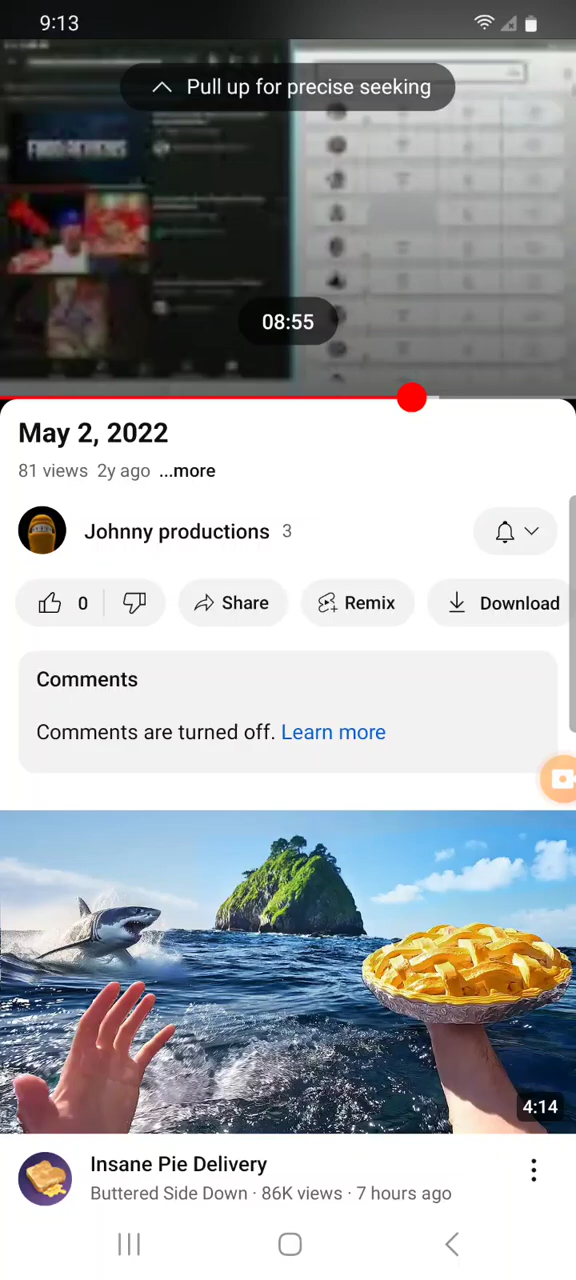 9:13
Pull up for precise seeking
08:55
May 2, 2022
81 views 2y ago ...more
Johnny productions 3
0 Share Remix Download
Comments
Comments are turned off. Learn more
4:14
Insane Pie Delivery
Buttered Side Down · 86K views · 7 hours ago